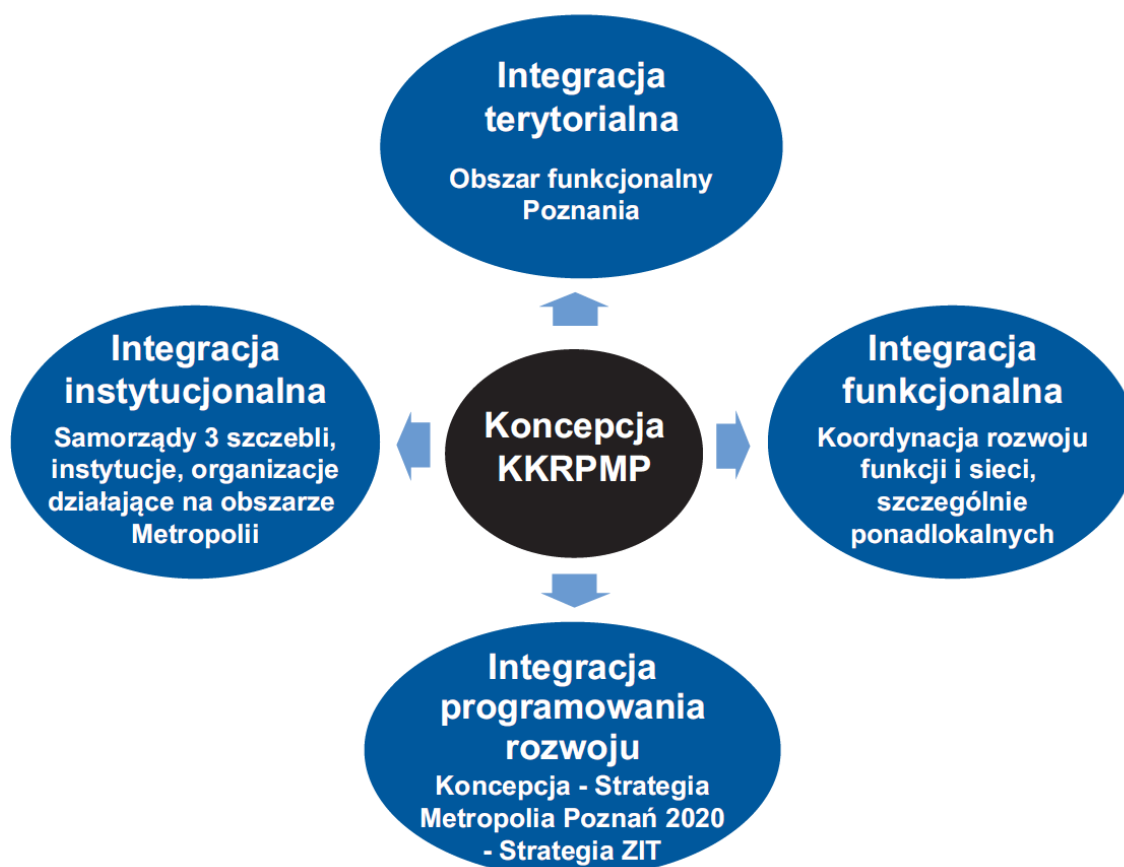 Integracja
terytorialna
Obszar funkcjonalny
Poznania
Integracja
instytucjonalna
Samorządy 3 szczebli,
instytucje, organizacje
działające na obszarze
Metropolii
Koncepcja
KKRPMP
Integracja
funkcjonalna
Koordynacja rozwoju
funkcji i sieci,
szczególnie
ponadlokalnych
Integracja
programowania
rozwoju
Koncepcja - Strategia
Metropolia Poznań 2020
- Strategia ZIT